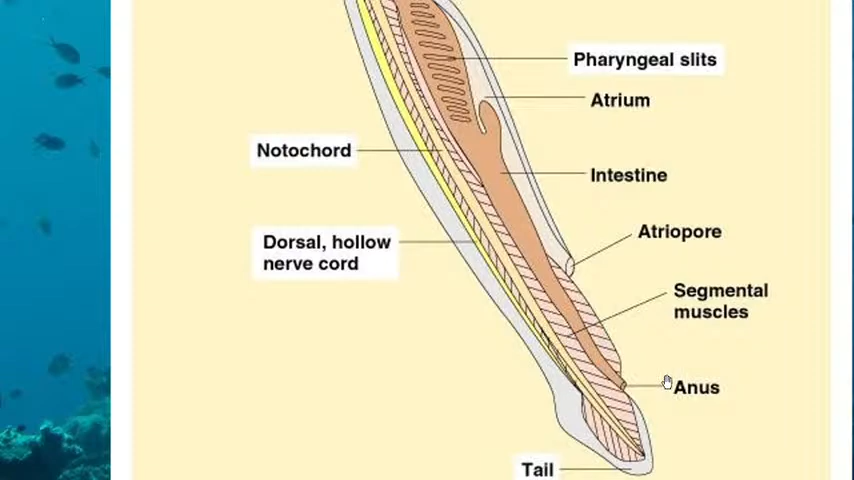 Pharyngeal slits
Atrium
Notochord
Intestine
Atriopore
Dorsal, hollow
nerve cord
Segmental
muscles
Anus
Tail